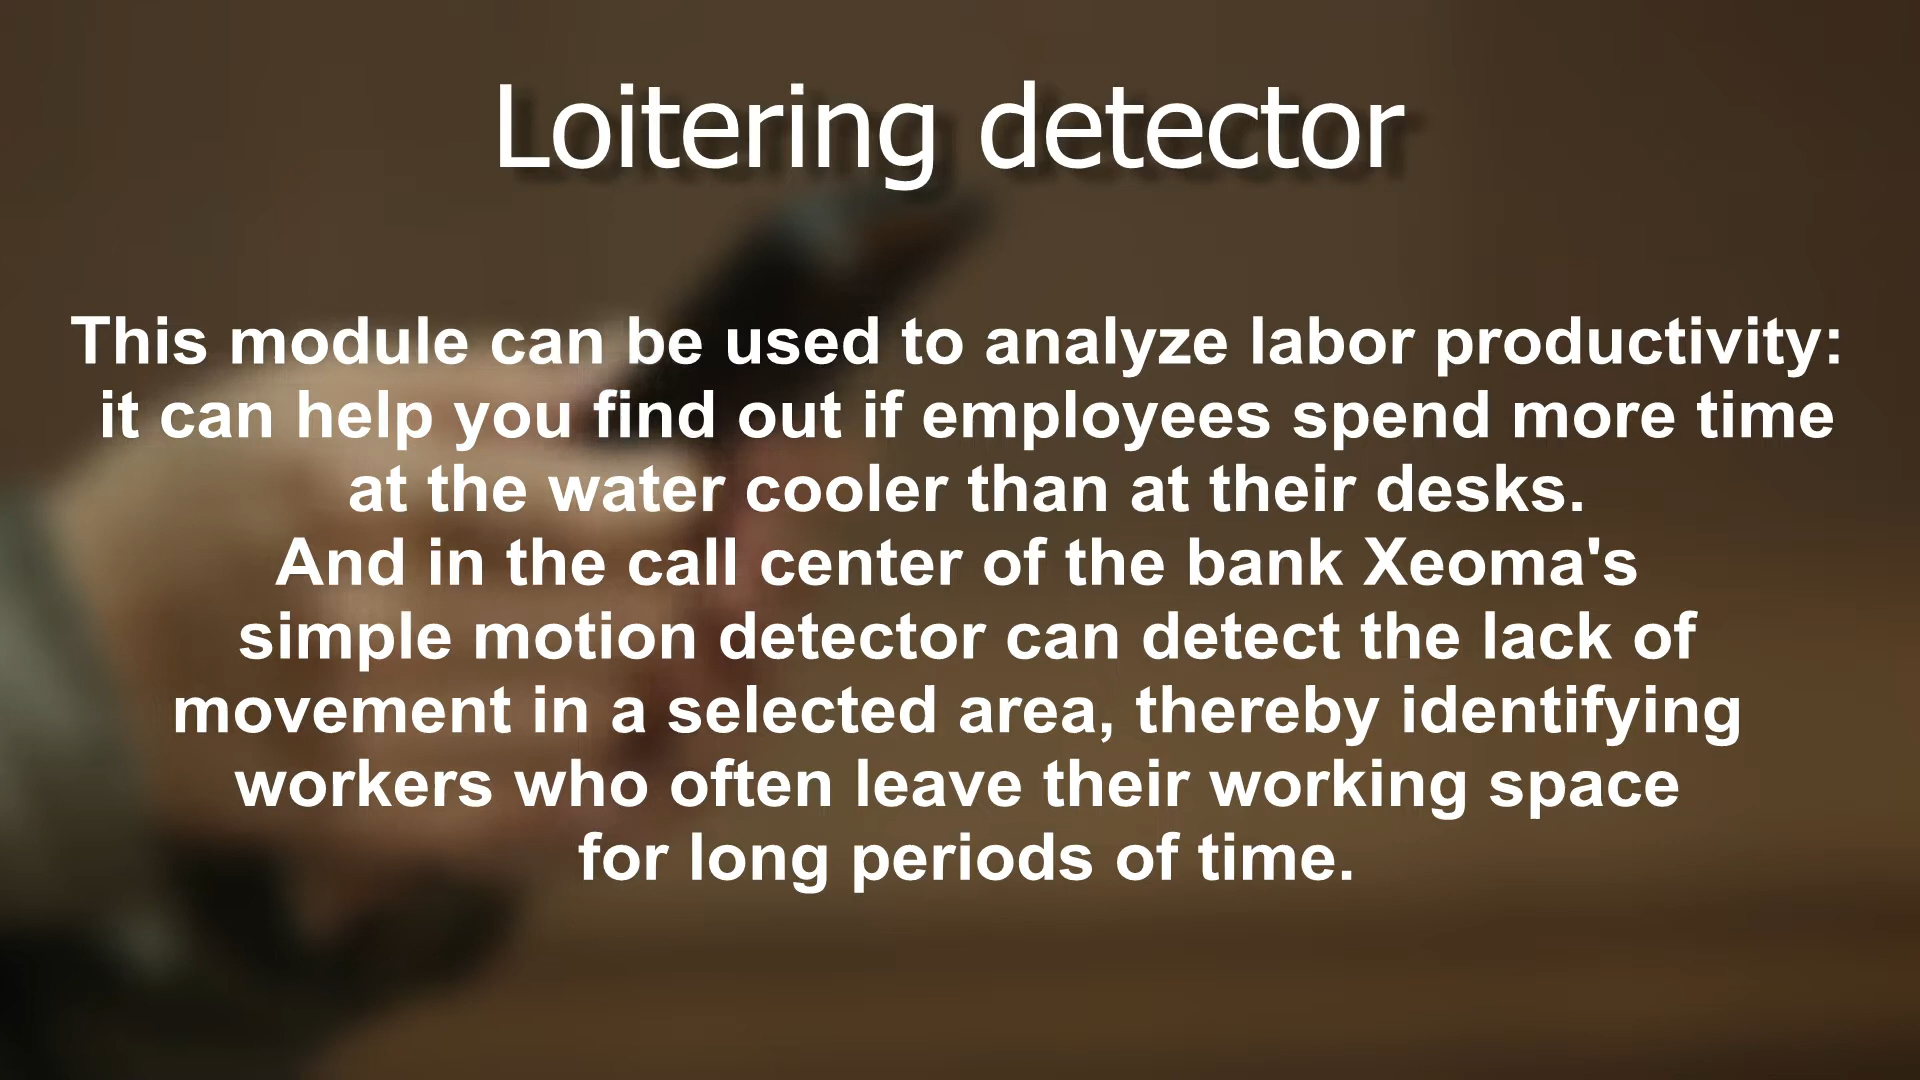 Loitering detector
This module can be used to analyze labor productivity:
it can help you find out if employees spend more time
at the water cooler than at their desks.
And in the call center of the bank Xeoma's
simple motion detector can detect the lack of
movement in a selected area, thereby identifying
workers who often leave their working space
for long periods of time.